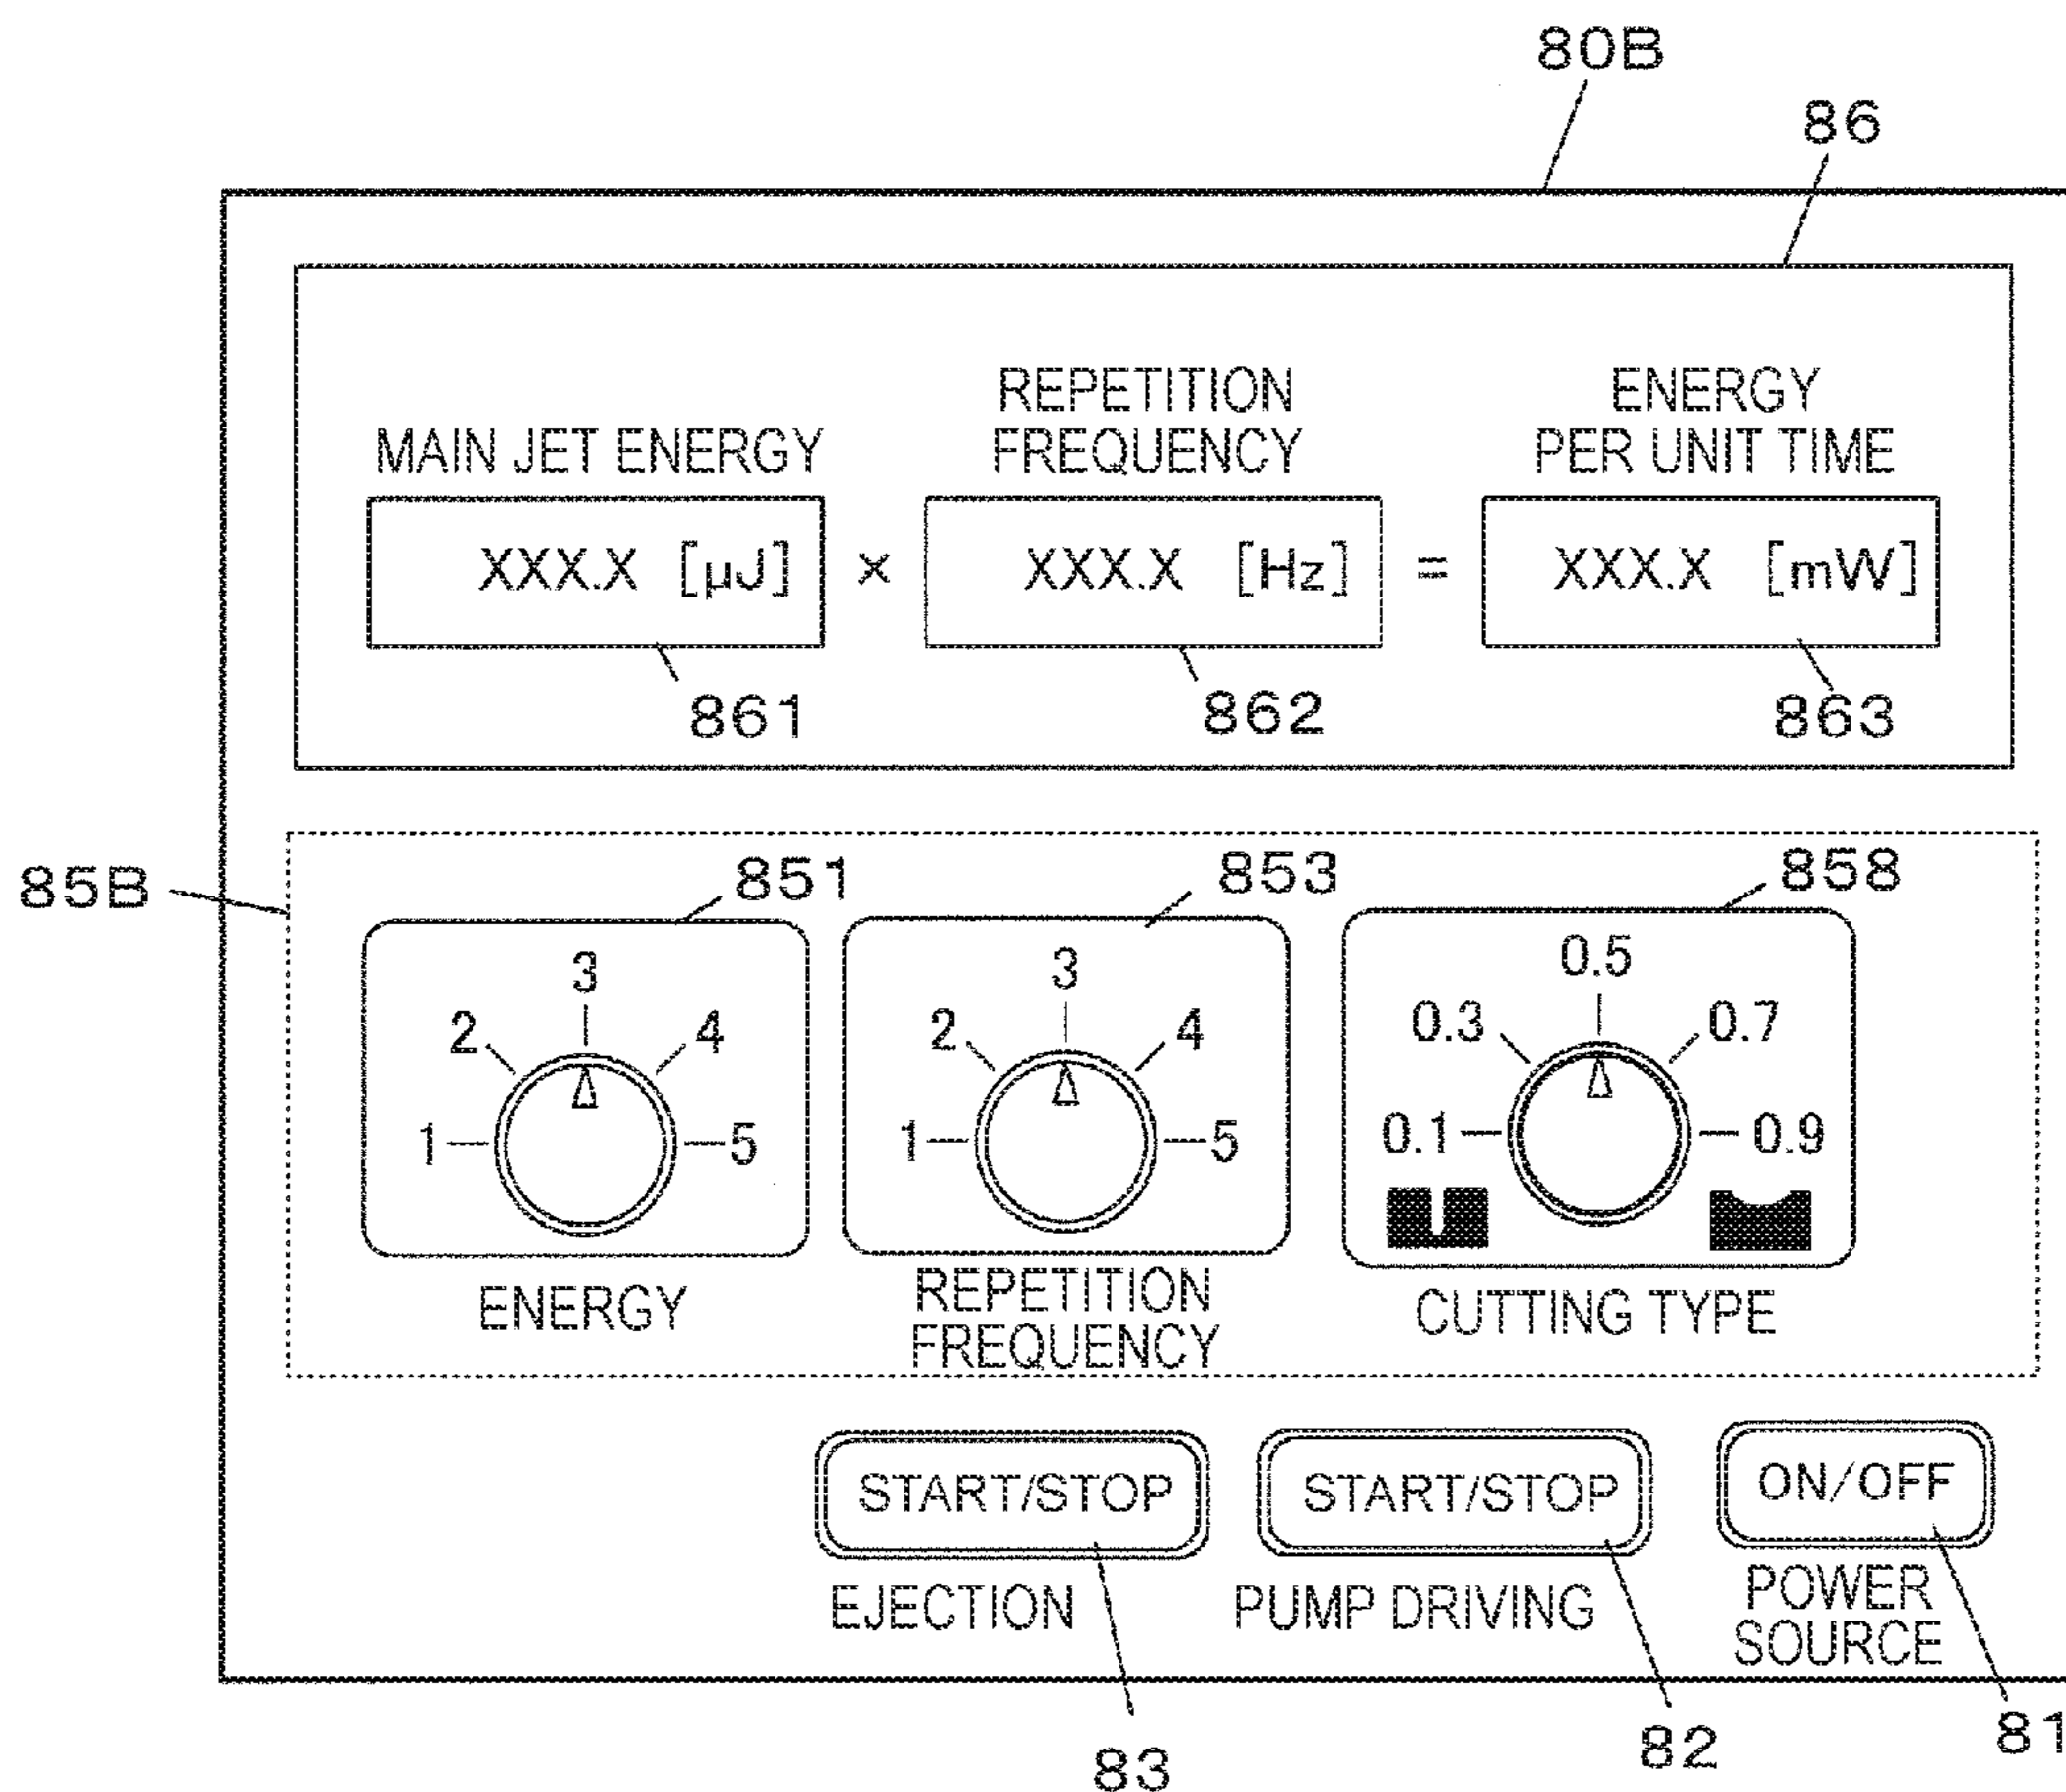 80B
86
REPETITION
ENERGY
MAIN JET ENERGY
FREQUENCY
PER UNIT TIME
XXX.X [µJ] × XXX.X [Hz] = XXX.X [mW]
861
862
863
85B
851
853
858
3
3
0.5
2
4
2
4
0.3
0.7
1
5
1
5
0.1
0.9
ENERGY
REPETITION
FREQUENCY
CUTTING TYPE
START/STOP
START/STOP
ON/OFF
EJECTION
PUMP DRIVING
POWER
SOURCE
83
82
81